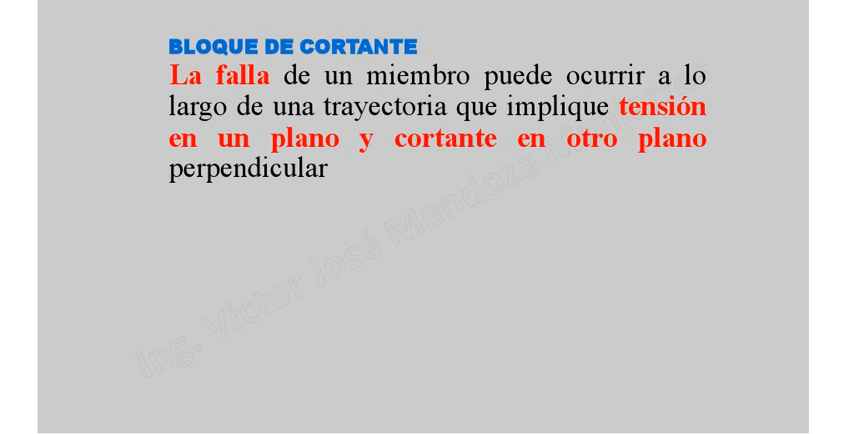 BLOQUE DE CORTANTE
La falla de un miembro puede ocurrir a lo
largo de una trayectoria que implique tensión
en un plano y cortante en otro plano
perpendicular
Ing. Víctor José Mendoza